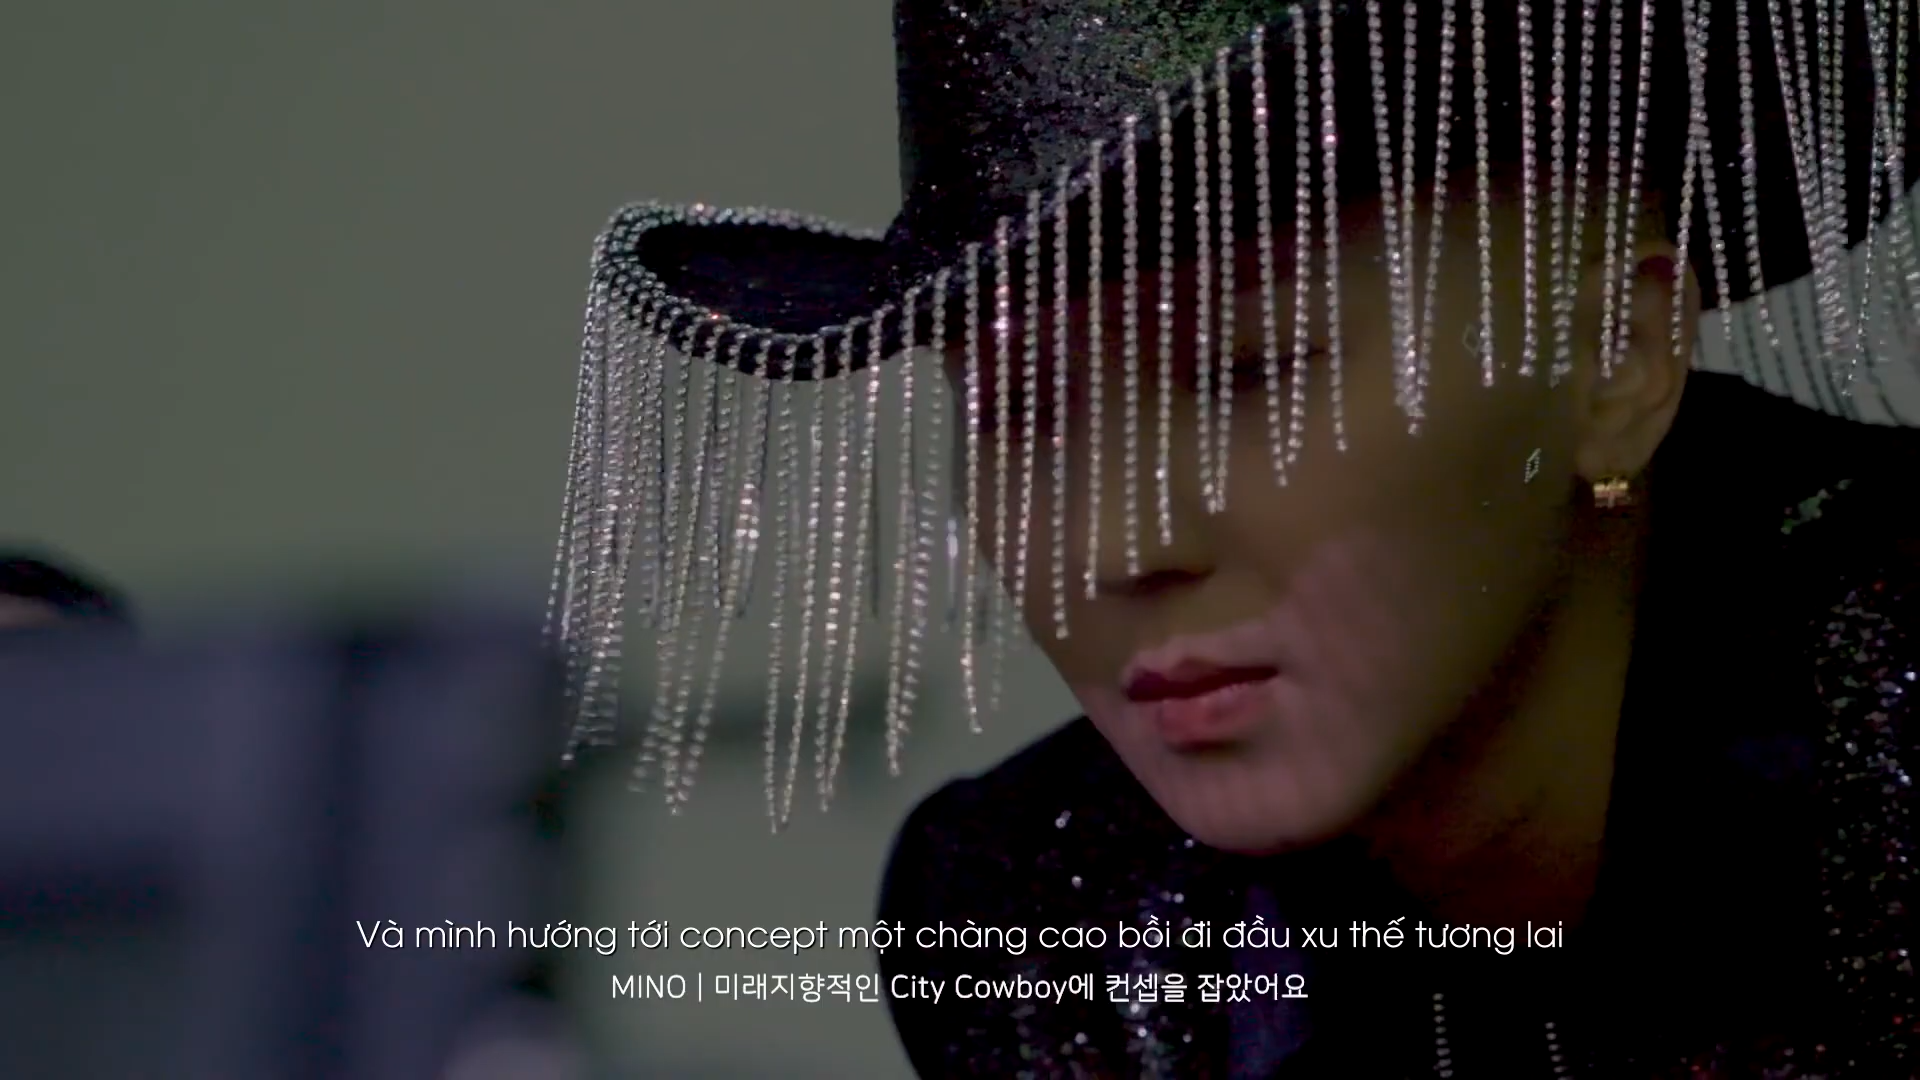 Và mình hướng tới concept một chàng cao bồi đi đầu xu thế tương lai
MINO | 미래지향적인 City Cowboy에 컨셉을 잡았어요